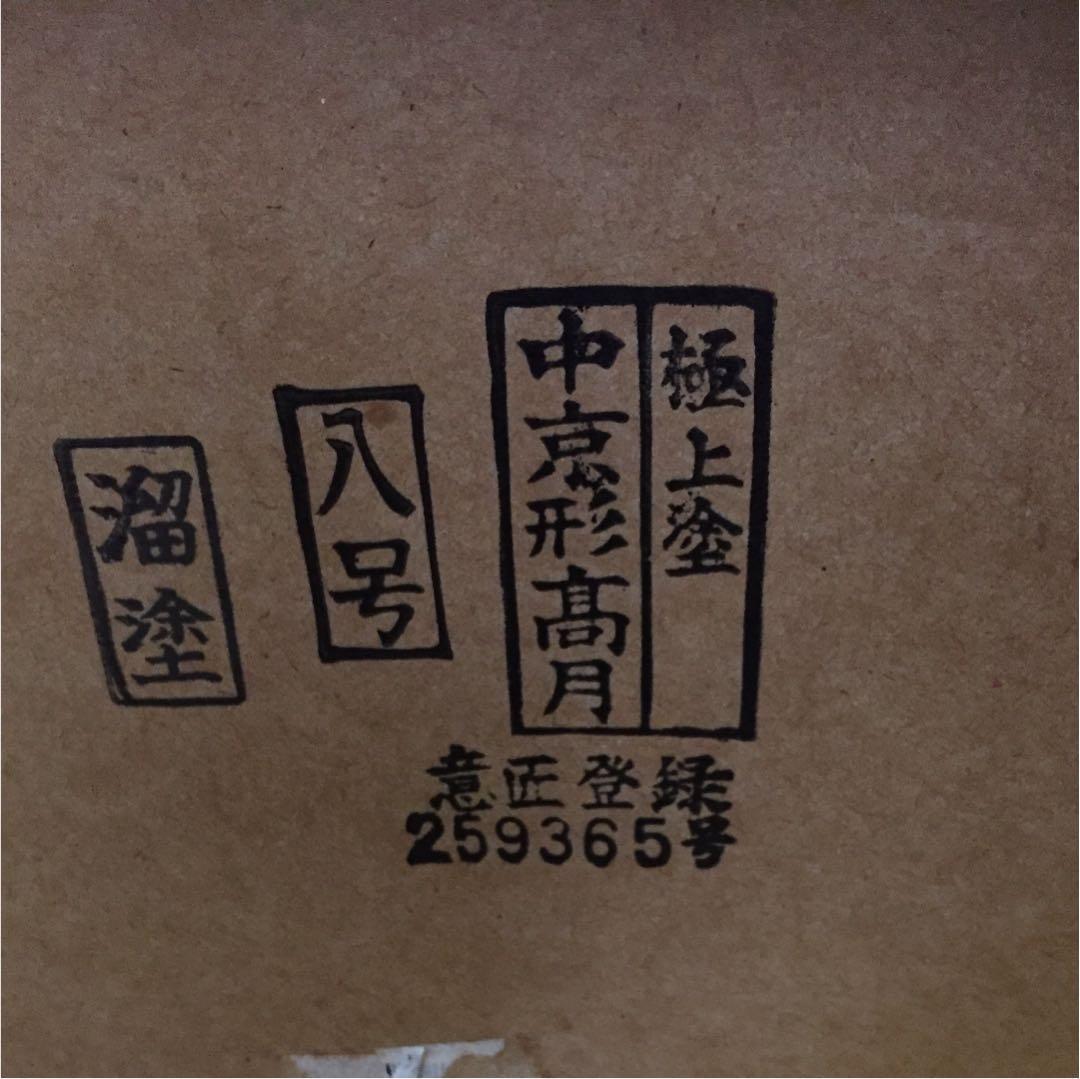 極上塗
中京形髙月
八号
溜塗
意匠登録
259365号